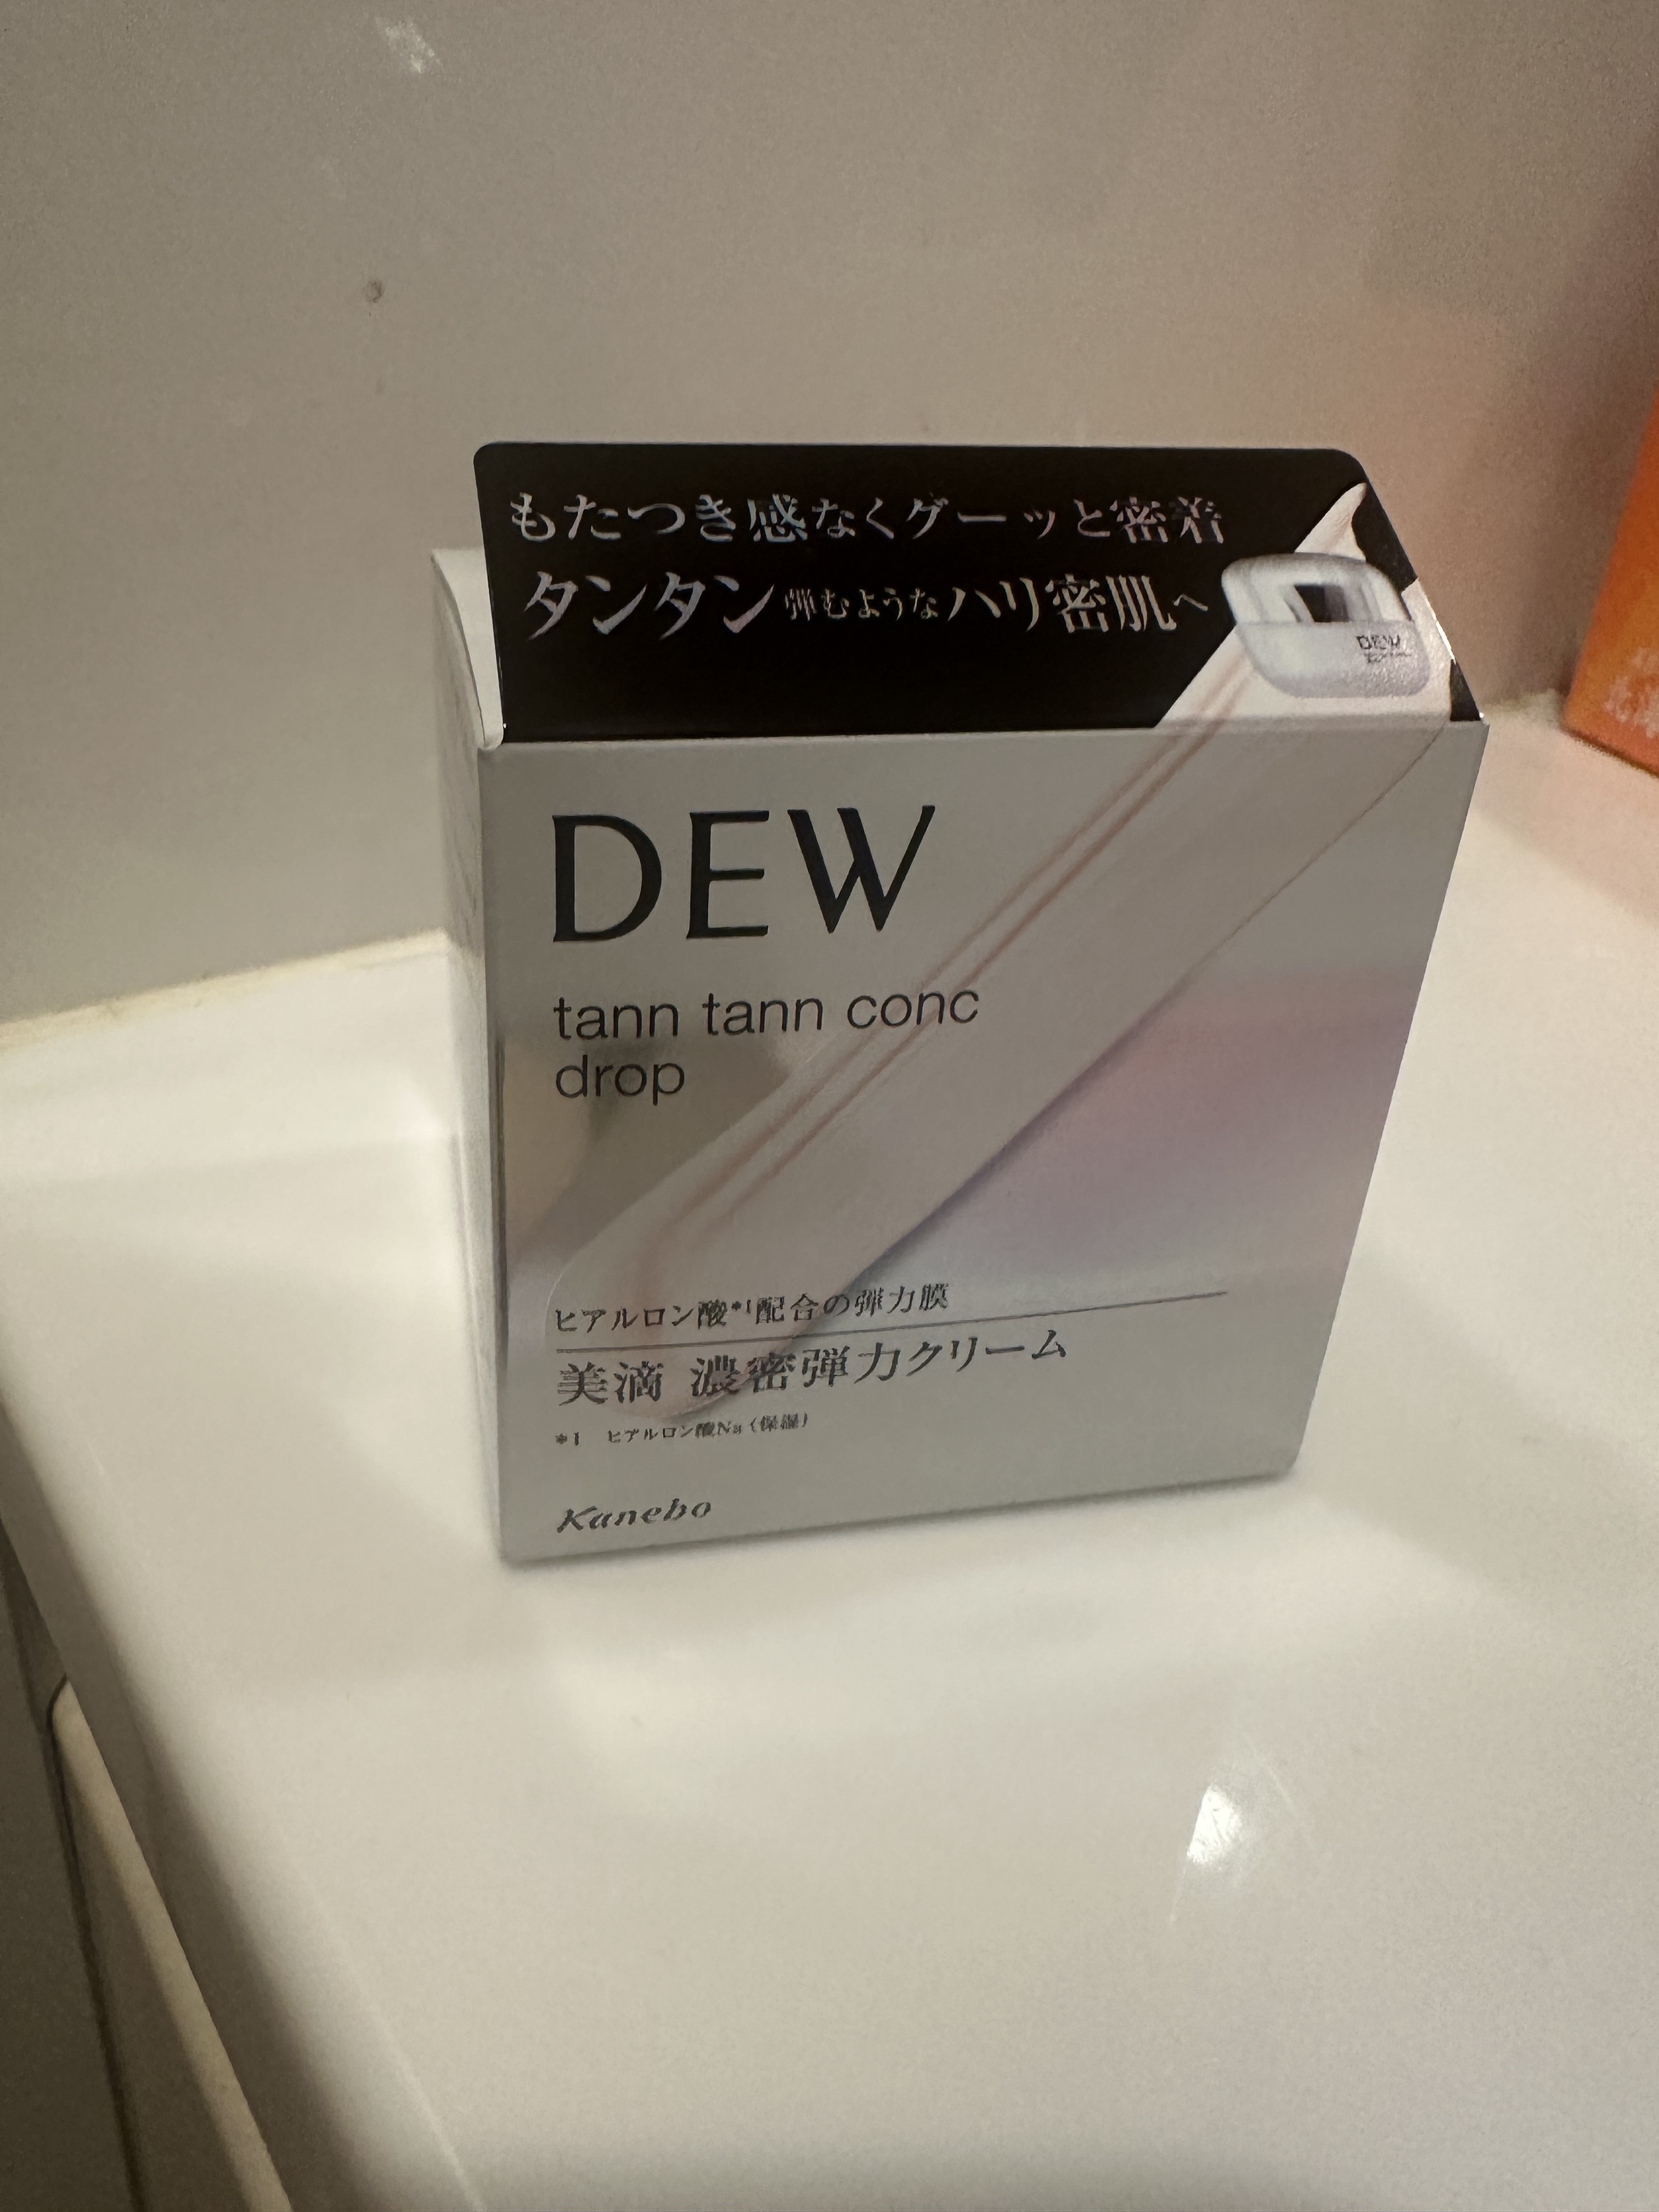 もたつき感なくグーッと密着
タンタン弾むようなハリ密肌へ
DEW
DEW
tann tann conc
drop
ヒアルロン酸*1配合の弾力膜
美滴 濃密弾力クリーム
*1 ヒアルロン酸Na(保湿)
Kanebo